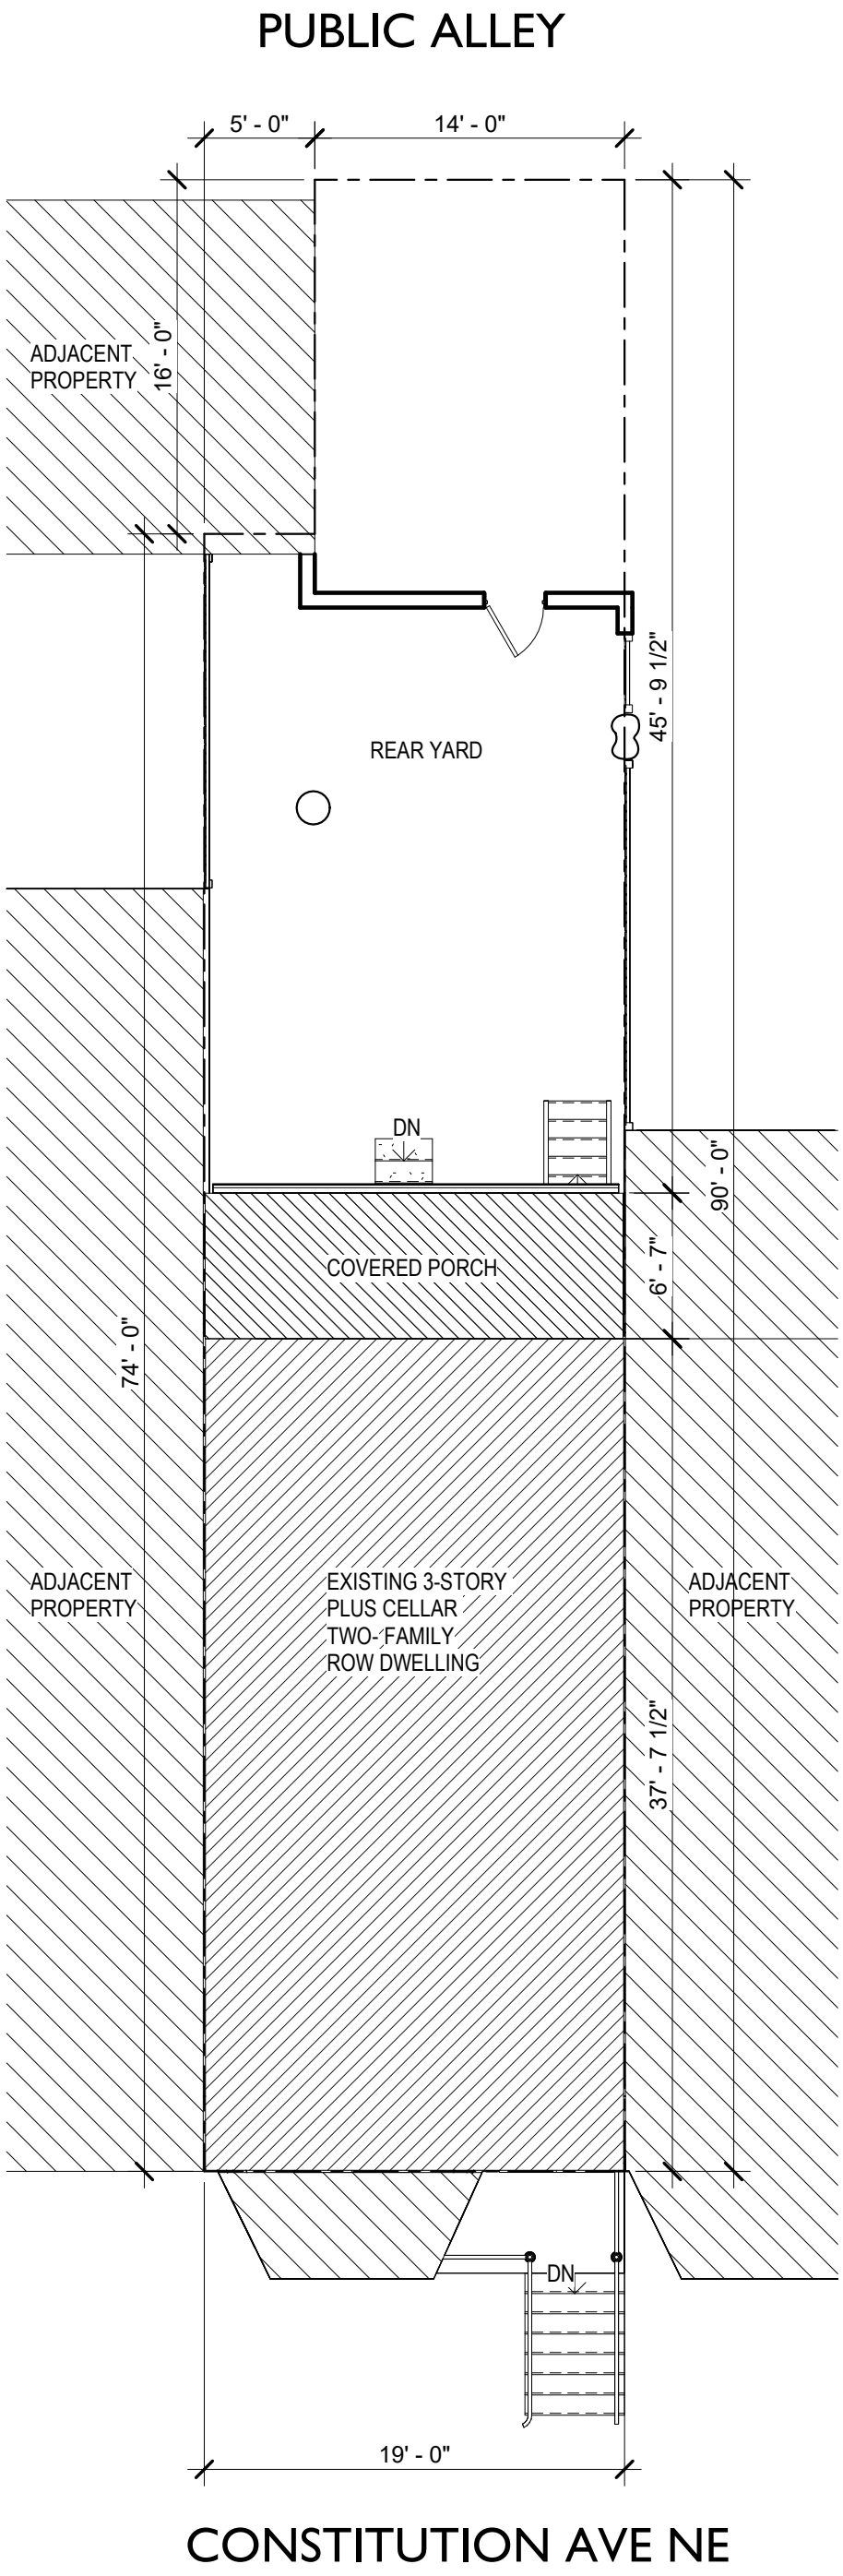 PUBLIC ALLEY
5' - 0"
14' - 0"
ADJACENT
PROPERTY
16' - 0"
45' - 9 1/2"
REAR YARD
DN
90' - 0"
COVERED PORCH
6' - 7"
74' - 0"
ADJACENT
PROPERTY
EXISTING 3-STORY
PLUS CELLAR
TWO- FAMILY
ROW DWELLING
ADJACENT
PROPERTY
37' - 7 1/2"
DN
19' - 0"
CONSTITUTION AVE NE